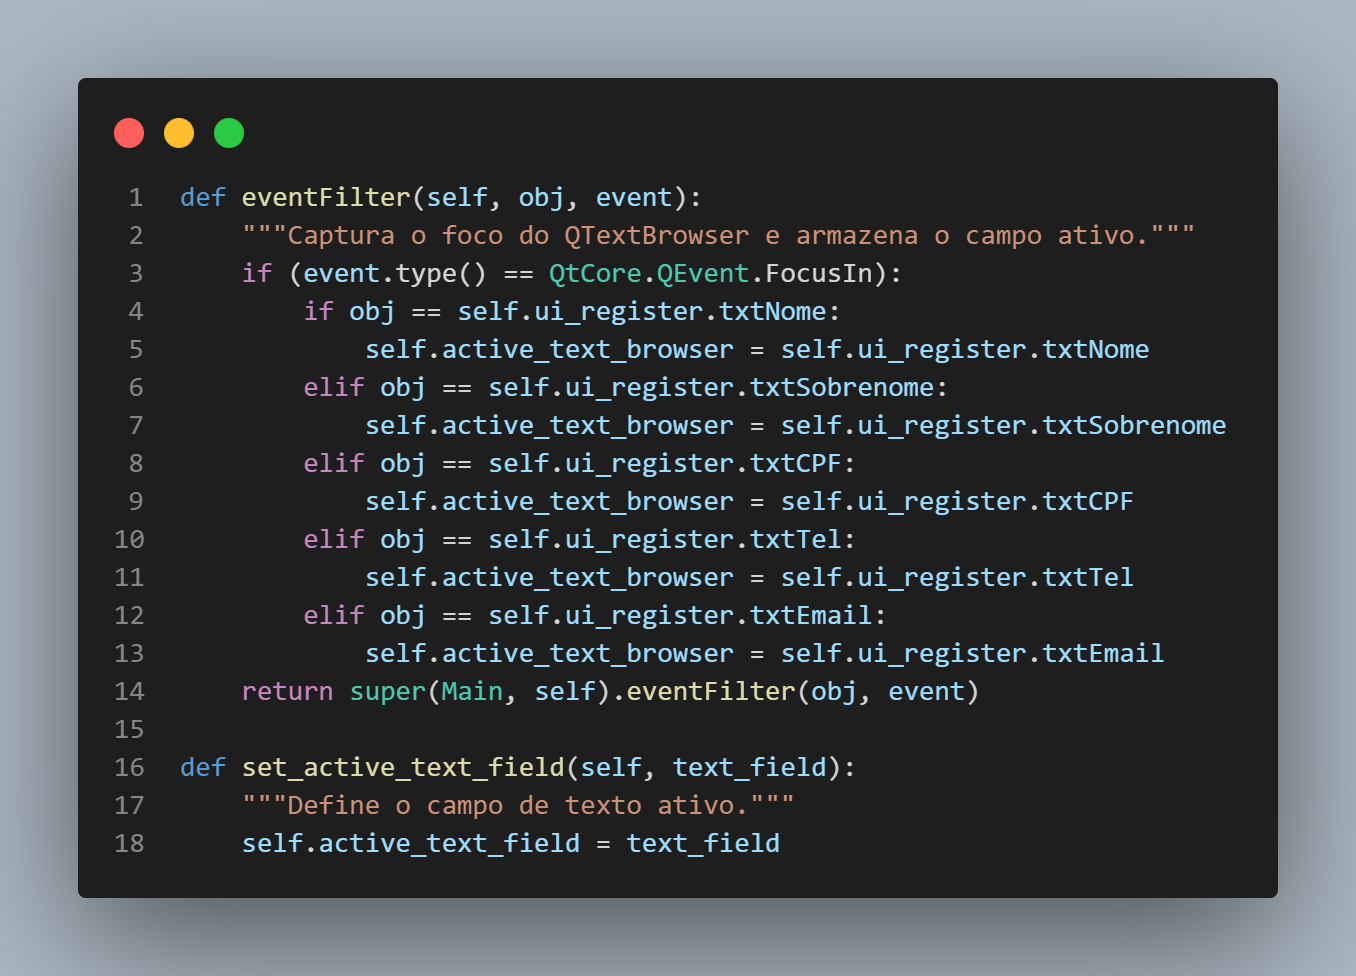 1 def eventFilter(self, obj, event):
2     """Captura o foco do QTextBrowser e armazena o campo ativo."""
3     if (event.type() == QtCore.QEvent.FocusIn):
4         if obj == self.ui_register.txtNome:
5             self.active_text_browser = self.ui_register.txtNome
6         elif obj == self.ui_register.txtSobrenome:
7             self.active_text_browser = self.ui_register.txtSobrenome
8         elif obj == self.ui_register.txtCPF:
9             self.active_text_browser = self.ui_register.txtCPF
10         elif obj == self.ui_register.txtTel:
11             self.active_text_browser = self.ui_register.txtTel
12         elif obj == self.ui_register.txtEmail:
13             self.active_text_browser = self.ui_register.txtEmail
14     return super(Main, self).eventFilter(obj, event)
15
16 def set_active_text_field(self, text_field):
17     """Define o campo de texto ativo."""
18     self.active_text_field = text_field